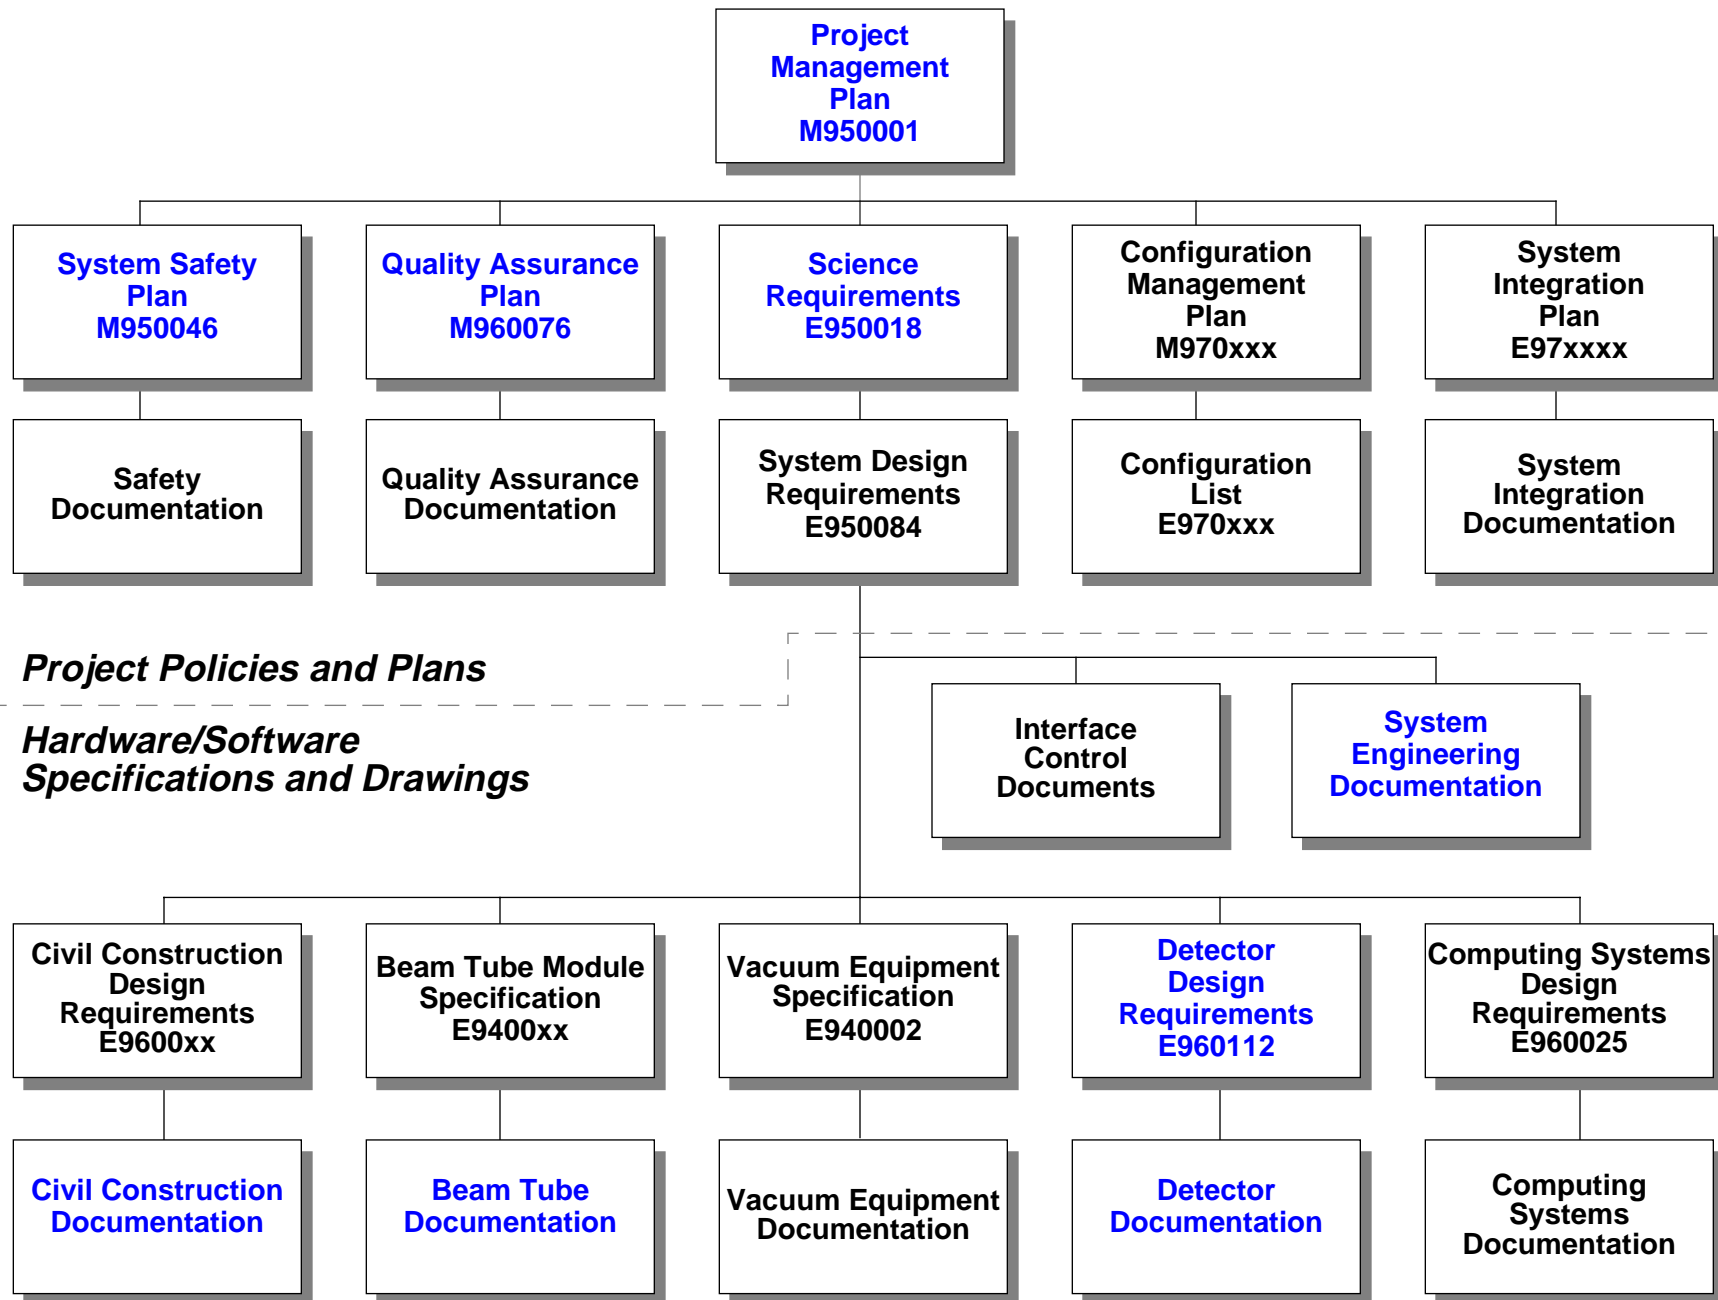 Project
Management
Plan
M950001
System Safety
Plan
M950046
Quality Assurance
Plan
M960076
Science
Requirements
E950018
Configuration
Management
Plan
M970xxx
System
Integration
Plan
E97xxxx
Safety
Documentation
Quality Assurance
Documentation
System Design
Requirements
E950084
Configuration
List
E970xxx
System
Integration
Documentation
Project Policies and Plans
Hardware/Software
Specifications and Drawings
Interface
Control
Documents
System
Engineering
Documentation
Civil Construction
Design
Requirements
E9600xx
Beam Tube Module
Specification
E9400xx
Vacuum Equipment
Specification
E940002
Detector
Design
Requirements
E960112
Computing Systems
Design
Requirements
E960025
Civil Construction
Documentation
Beam Tube
Documentation
Vacuum Equipment
Documentation
Detector
Documentation
Computing
Systems
Documentation